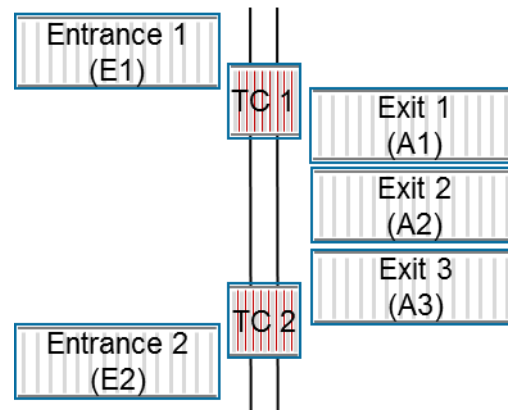 Entrance 1
(E1)
TC 1
Exit 1
(A1)
Exit 2
(A2)
Exit 3
(A3)
TC 2
Entrance 2
(E2)